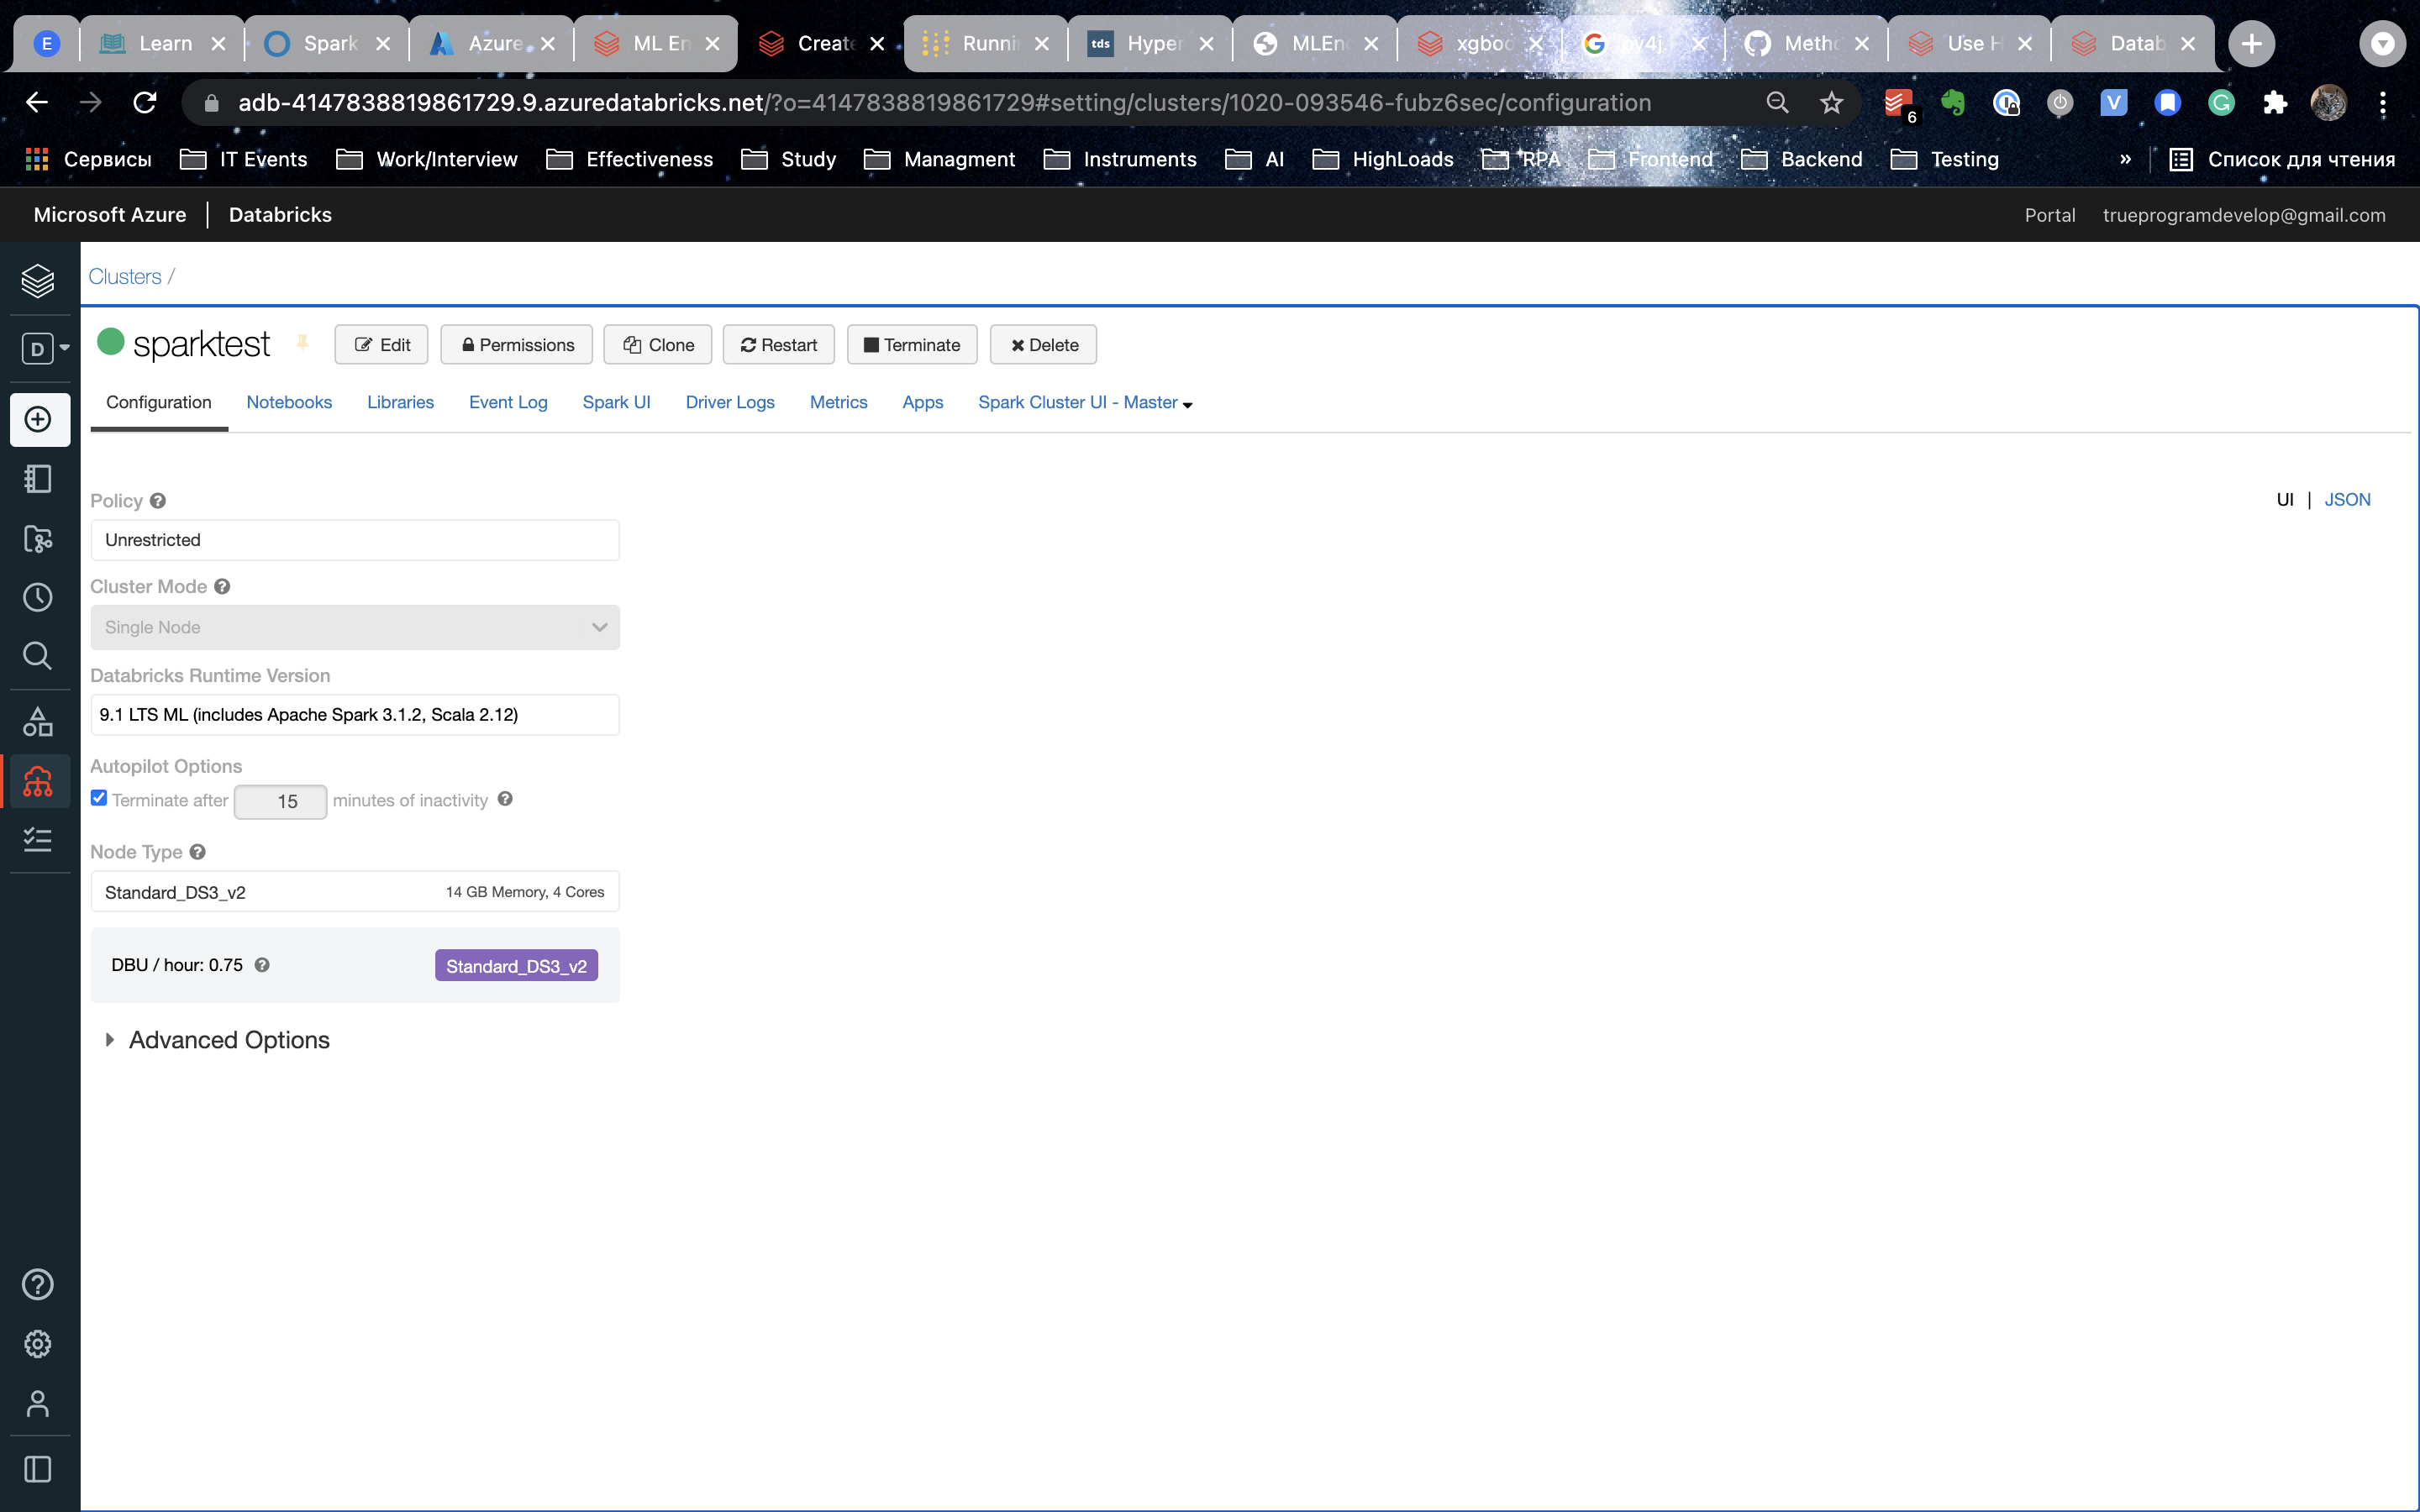 E Learn Spark Azure ML En Create Runni tds Hyper MLEn xgboo py4j Metho Use H Datab
adb-4147838819861729.9.azuredatabricks.net/?o=4147838819861729#setting/clusters/1020-093546-fubz6sec/configuration 6 V G
Сервисы IT Events Work/Interview Effectiveness Study Managment Instruments AI HighLoads RPA Frontend Backend Testing » Список для чтения
Microsoft Azure Databricks Portal trueprogramdevelop@gmail.com
Clusters /
D
sparktest Edit Permissions Clone Restart Terminate Delete
Configuration Notebooks Libraries Event Log Spark UI Driver Logs Metrics Apps Spark Cluster UI - Master
UI | JSON
Policy
Unrestricted
Cluster Mode
Single Node
Databricks Runtime Version
9.1 LTS ML (includes Apache Spark 3.1.2, Scala 2.12)
Autopilot Options
Terminate after 15 minutes of inactivity
Node Type
Standard_DS3_v2 14 GB Memory, 4 Cores
DBU / hour: 0.75 Standard_DS3_v2
Advanced Options